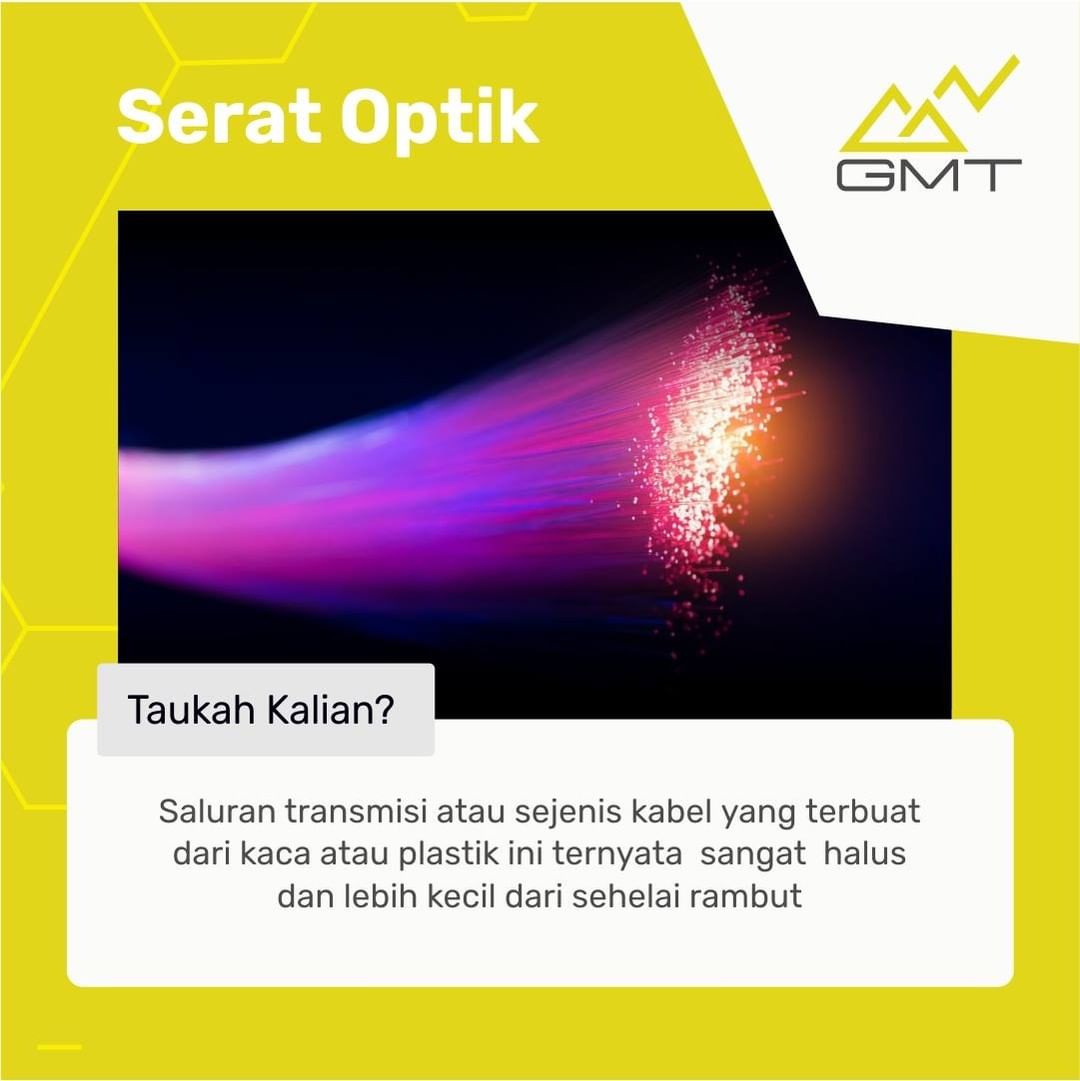 Serat Optik
GMT
Taukah Kalian?
Saluran transmisi atau sejenis kabel yang terbuat
dari kaca atau plastik ini ternyata  sangat  halus
dan lebih kecil dari sehelai rambut